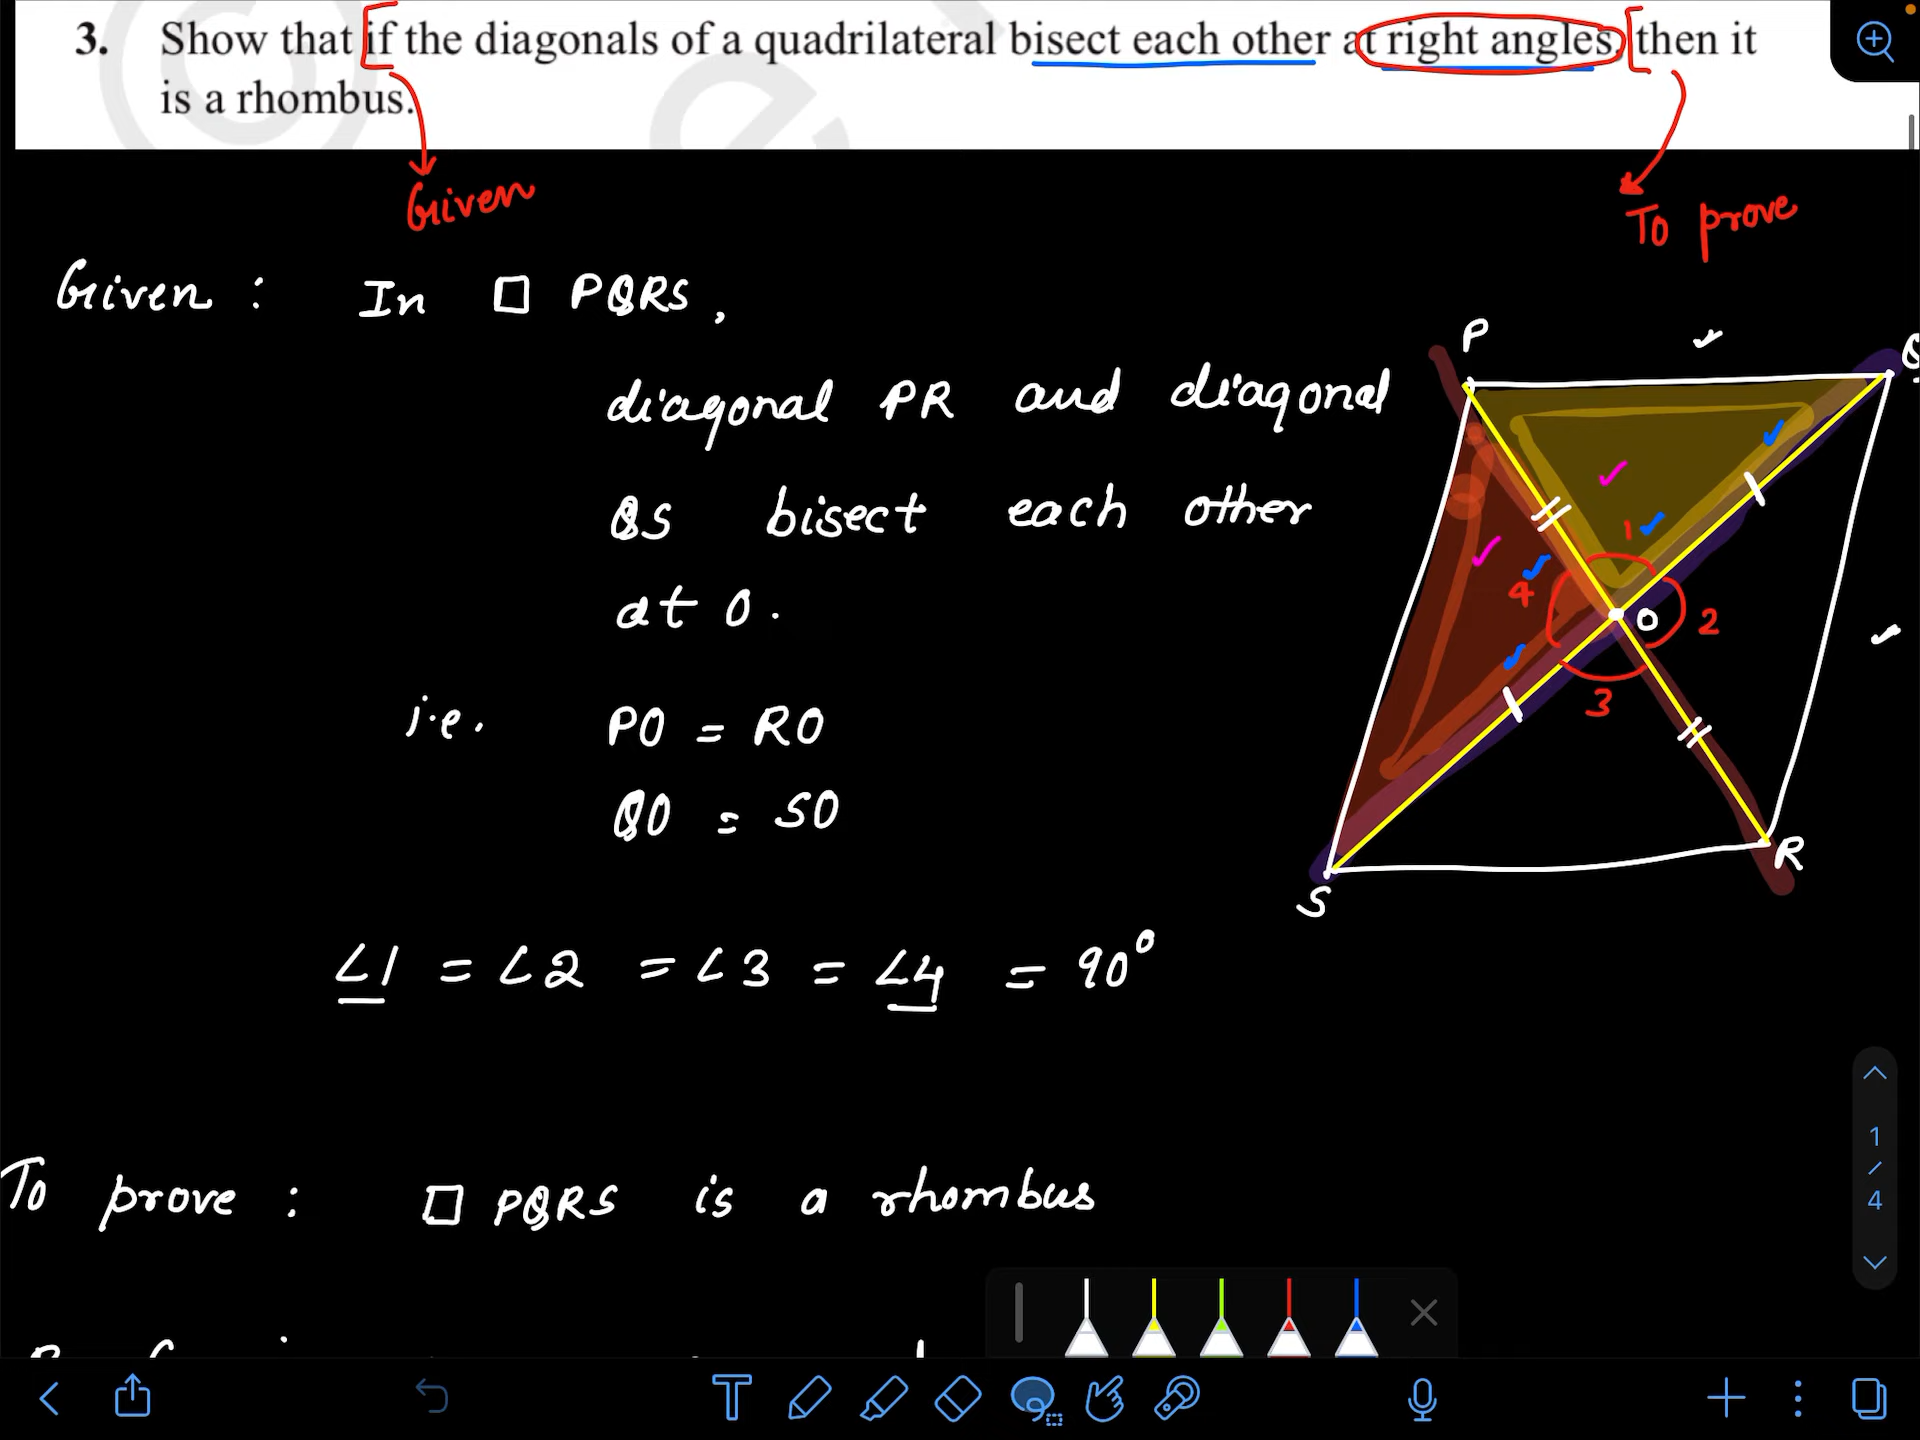 3. Show that if the diagonals of a quadrilateral bisect each other at right angles, then it
is a rhombus.
Given
To prove
Given : In □ PQRS,
diagonal PR and diagonal
QS bisect each other
at O.
i.e. PO = RO
QO = SO
∠1 = ∠2 = ∠3 = ∠4 = 90°
To prove : □ PQRS is a rhombus
P
Q
1
4
O
2
3
R
S
1
/
4
T